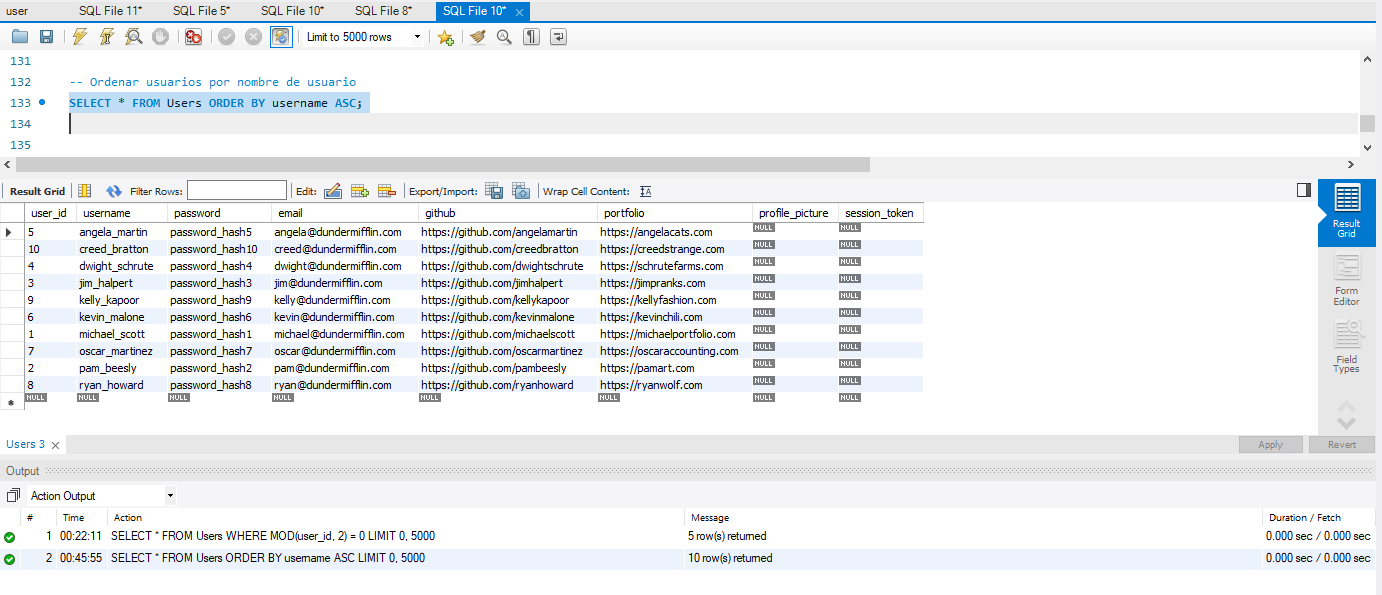 user SQL File 11* SQL File 5* SQL File 10* SQL File 8* SQL File 10*
Limit to 5000 rows
131
132 -- Ordenar usuarios por nombre de usuario
133 SELECT * FROM Users ORDER BY username ASC;
134
135
Result Grid Filter Rows: Edit: Export/Import: Wrap Cell Content:
user_id username password email github portfolio profile_picture session_token
5 angela_martin password_hash5 angela@dundermifflin.com https://github.com/angelamartin https://angelacats.com NULL NULL
10 creed_bratton password_hash10 creed@dundermifflin.com https://github.com/creedbratton https://creedstrange.com NULL NULL
4 dwight_schrute password_hash4 dwight@dundermifflin.com https://github.com/dwightschrute https://schrutefarms.com NULL NULL
3 jim_halpert password_hash3 jim@dundermifflin.com https://github.com/jimhalpert https://jimpranks.com NULL NULL
9 kelly_kapoor password_hash9 kelly@dundermifflin.com https://github.com/kellykapoor https://kellyfashion.com NULL NULL
6 kevin_malone password_hash6 kevin@dundermifflin.com https://github.com/kevinmalone https://kevinchili.com NULL NULL
1 michael_scott password_hash1 michael@dundermifflin.com https://github.com/michaelscott https://michaelportfolio.com NULL NULL
7 oscar_martinez password_hash7 oscar@dundermifflin.com https://github.com/oscarmartinez https://oscaraccounting.com NULL NULL
2 pam_beesly password_hash2 pam@dundermifflin.com https://github.com/pambeesly https://pamart.com NULL NULL
8 ryan_howard password_hash8 ryan@dundermifflin.com https://github.com/ryanhoward https://ryanwolf.com NULL NULL
NULL NULL NULL NULL NULL NULL NULL NULL
Result
Grid
Form
Editor
Field
Types
Users 3 Apply Revert
Output
Action Output
# Time Action Message Duration / Fetch
1 00:22:11 SELECT * FROM Users WHERE MOD(user_id, 2) = 0 LIMIT 0, 5000 5 row(s) returned 0.000 sec / 0.000 sec
2 00:45:55 SELECT * FROM Users ORDER BY username ASC LIMIT 0, 5000 10 row(s) returned 0.000 sec / 0.000 sec